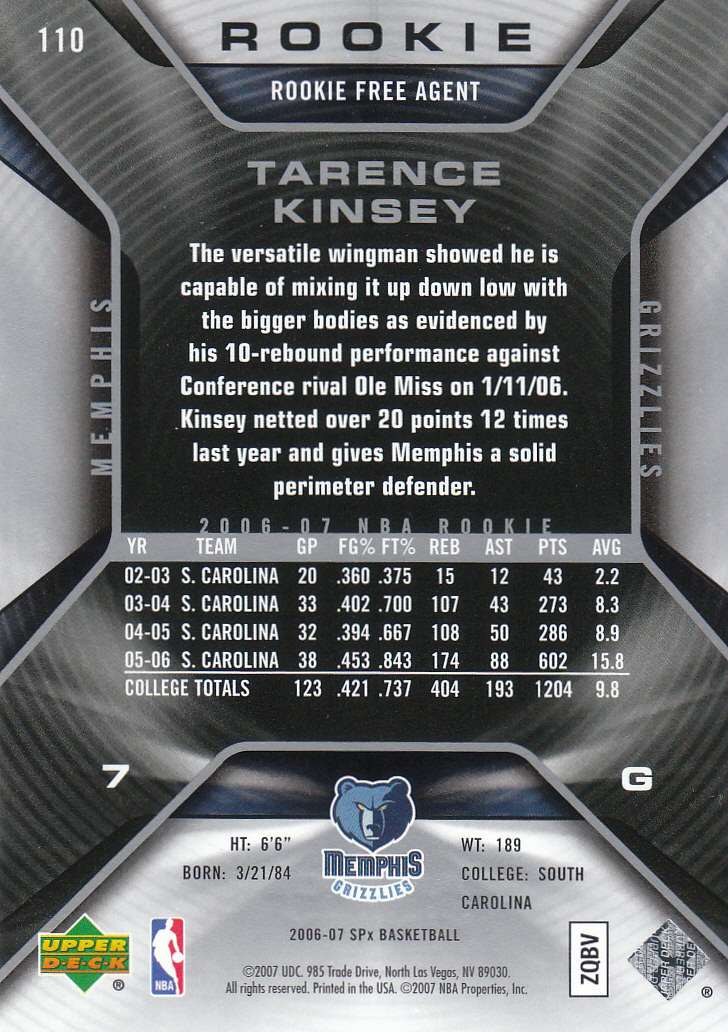 110
ROOKIE
ROOKIE FREE AGENT
TARENCE
KINSEY
The versatile wingman showed he is
capable of mixing it up down low with
the bigger bodies as evidenced by
his 10-rebound performance against
Conference rival Ole Miss on 1/11/06.
Kinsey netted over 20 points 12 times
last year and gives Memphis a solid
perimeter defender.
MEMPHIS
GRIZZLIES
2006-07 NBA ROOKIE
YR TEAM GP FG% FT% REB AST PTS AVG
02-03 S. CAROLINA 20 .360 .375 15 12 43 2.2
03-04 S. CAROLINA 33 .402 .700 107 43 273 8.3
04-05 S. CAROLINA 32 .394 .667 108 50 286 8.9
05-06 S. CAROLINA 38 .453 .843 174 88 602 15.8
COLLEGE TOTALS 123 .421 .737 404 193 1204 9.8
7
G
HT: 6'6"
BORN: 3/21/84
MEMPHIS
GRIZZLIES
WT: 189
COLLEGE: SOUTH
CAROLINA
2006-07 SPx BASKETBALL
UPPER
D·E·C·K
®
NBA
©2007 UDC. 985 Trade Drive, North Las Vegas, NV 89030.
All rights reserved. Printed in the USA. ©2007 NBA Properties, Inc.
ZQBV
®